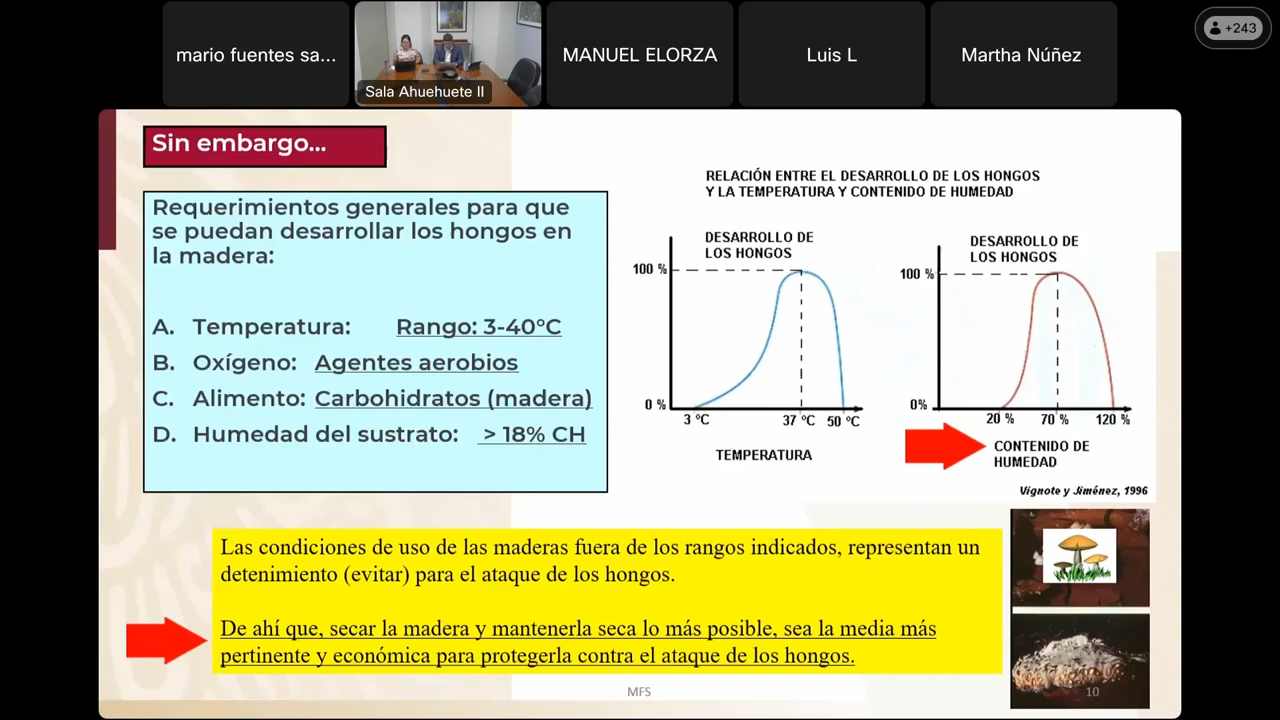 mario fuentes sa...
Sala Ahuehuete II
MANUEL ELORZA
Luis L
Martha Núñez
+243
Sin embargo...
Requerimientos generales para que
se puedan desarrollar los hongos en
la madera:
A. Temperatura: Rango: 3-40°C
B. Oxígeno: Agentes aerobios
C. Alimento: Carbohidratos (madera)
D. Humedad del sustrato: > 18% CH
RELACIÓN ENTRE EL DESARROLLO DE LOS HONGOS
Y LA TEMPERATURA Y CONTENIDO DE HUMEDAD
DESARROLLO DE
LOS HONGOS
100 %
0 %
3 ºC 37 ºC 50 ºC
TEMPERATURA
DESARROLLO DE
LOS HONGOS
100 %
0%
20 % 70 % 120 %
CONTENIDO DE
HUMEDAD
Vignote y Jiménez, 1996
Las condiciones de uso de las maderas fuera de los rangos indicados, representan un
detenimiento (evitar) para el ataque de los hongos.
De ahí que, secar la madera y mantenerla seca lo más posible, sea la media más
pertinente y económica para protegerla contra el ataque de los hongos.
MFS
10